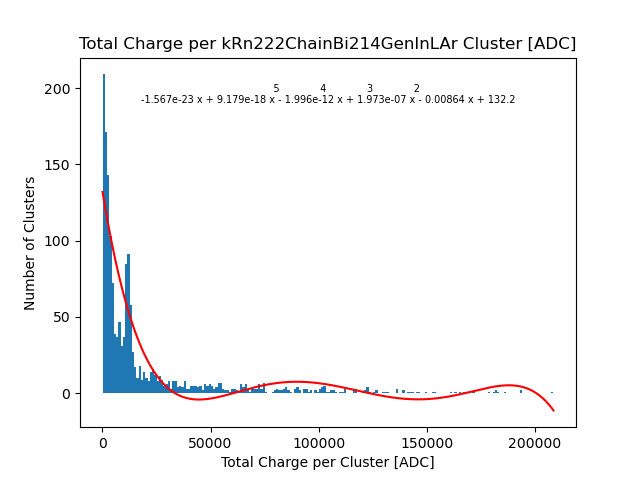 Total Charge per kRn222ChainBi214GenInLAr Cluster [ADC]
5 4 3 2
-1.567e-23 x + 9.179e-18 x - 1.996e-12 x + 1.973e-07 x - 0.00864 x + 132.2
200
150
100
50
0
Number of Clusters
0 50000 100000 150000 200000
Total Charge per Cluster [ADC]